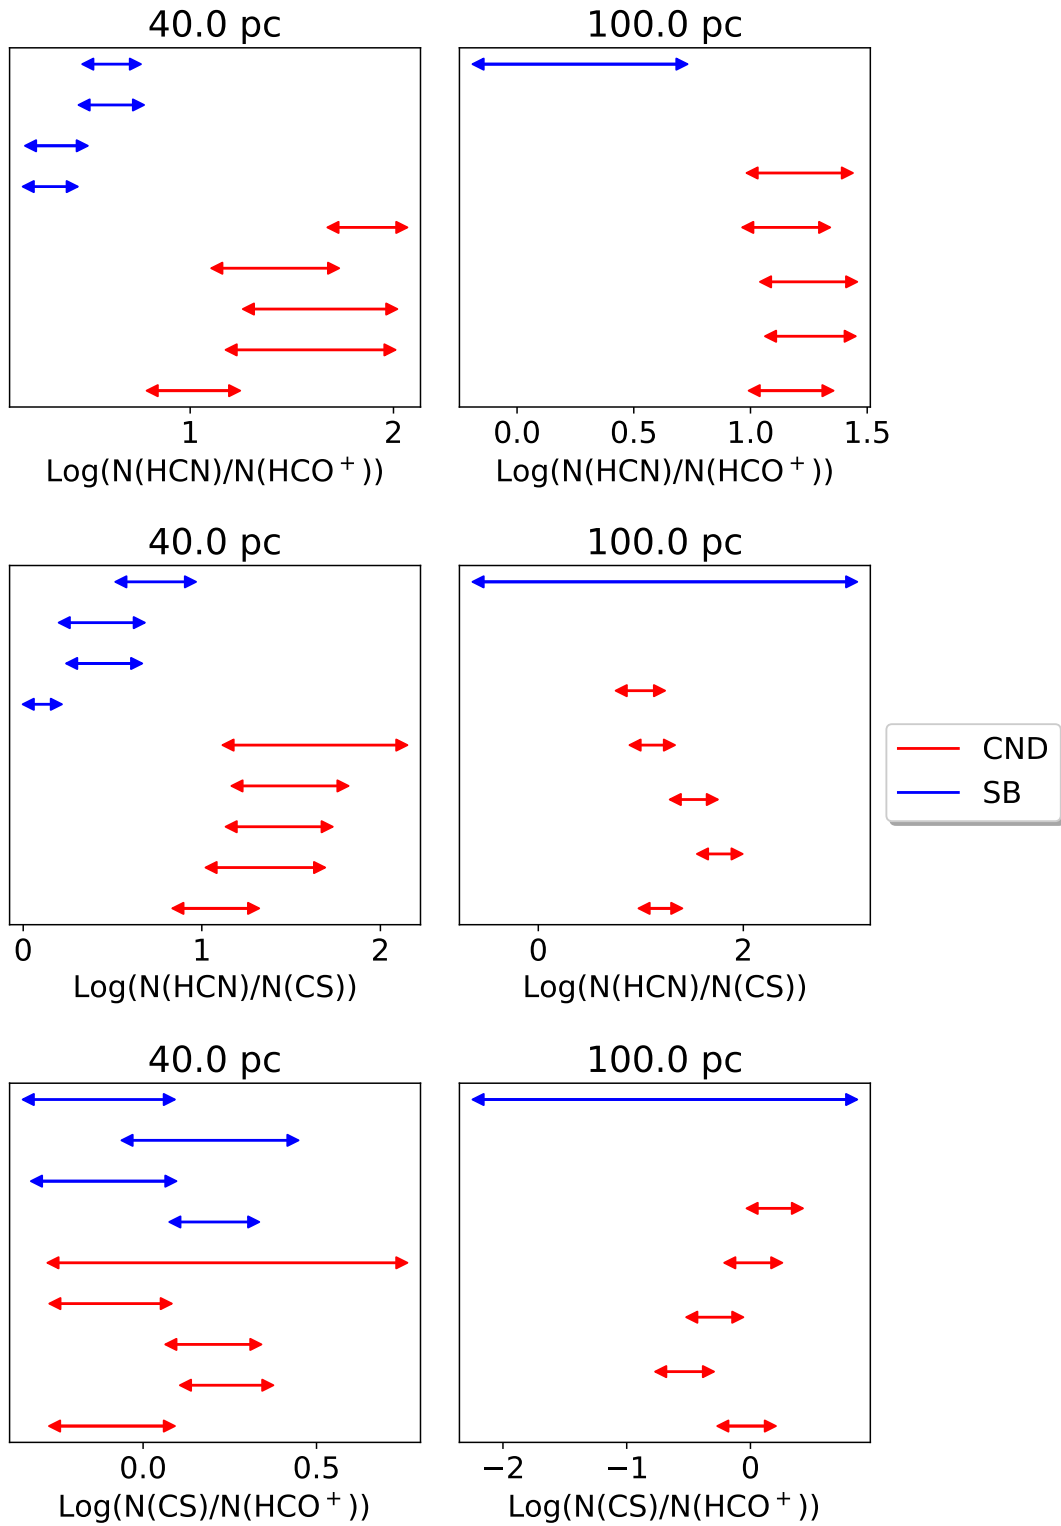 40.0 pc
100.0 pc
1 2
0.0 0.5 1.0 1.5
Log(N(HCN)/N(HCO⁺))
Log(N(HCN)/N(HCO⁺))
40.0 pc
100.0 pc
CND
SB
0 1 2
0 2
Log(N(HCN)/N(CS))
Log(N(HCN)/N(CS))
40.0 pc
100.0 pc
0.0 0.5
−2 −1 0
Log(N(CS)/N(HCO⁺))
Log(N(CS)/N(HCO⁺))